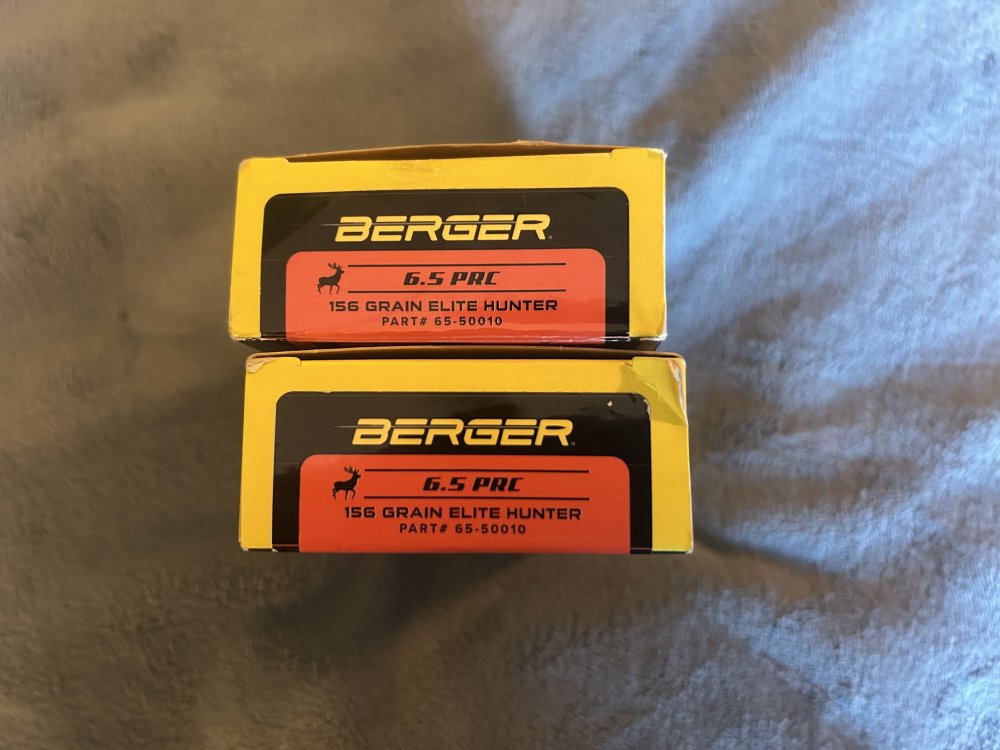 BERGER
6.5 PRC
156 GRAIN ELITE HUNTER
PART# 65-50010
BERGER
6.5 PRC
156 GRAIN ELITE HUNTER
PART# 65-50010